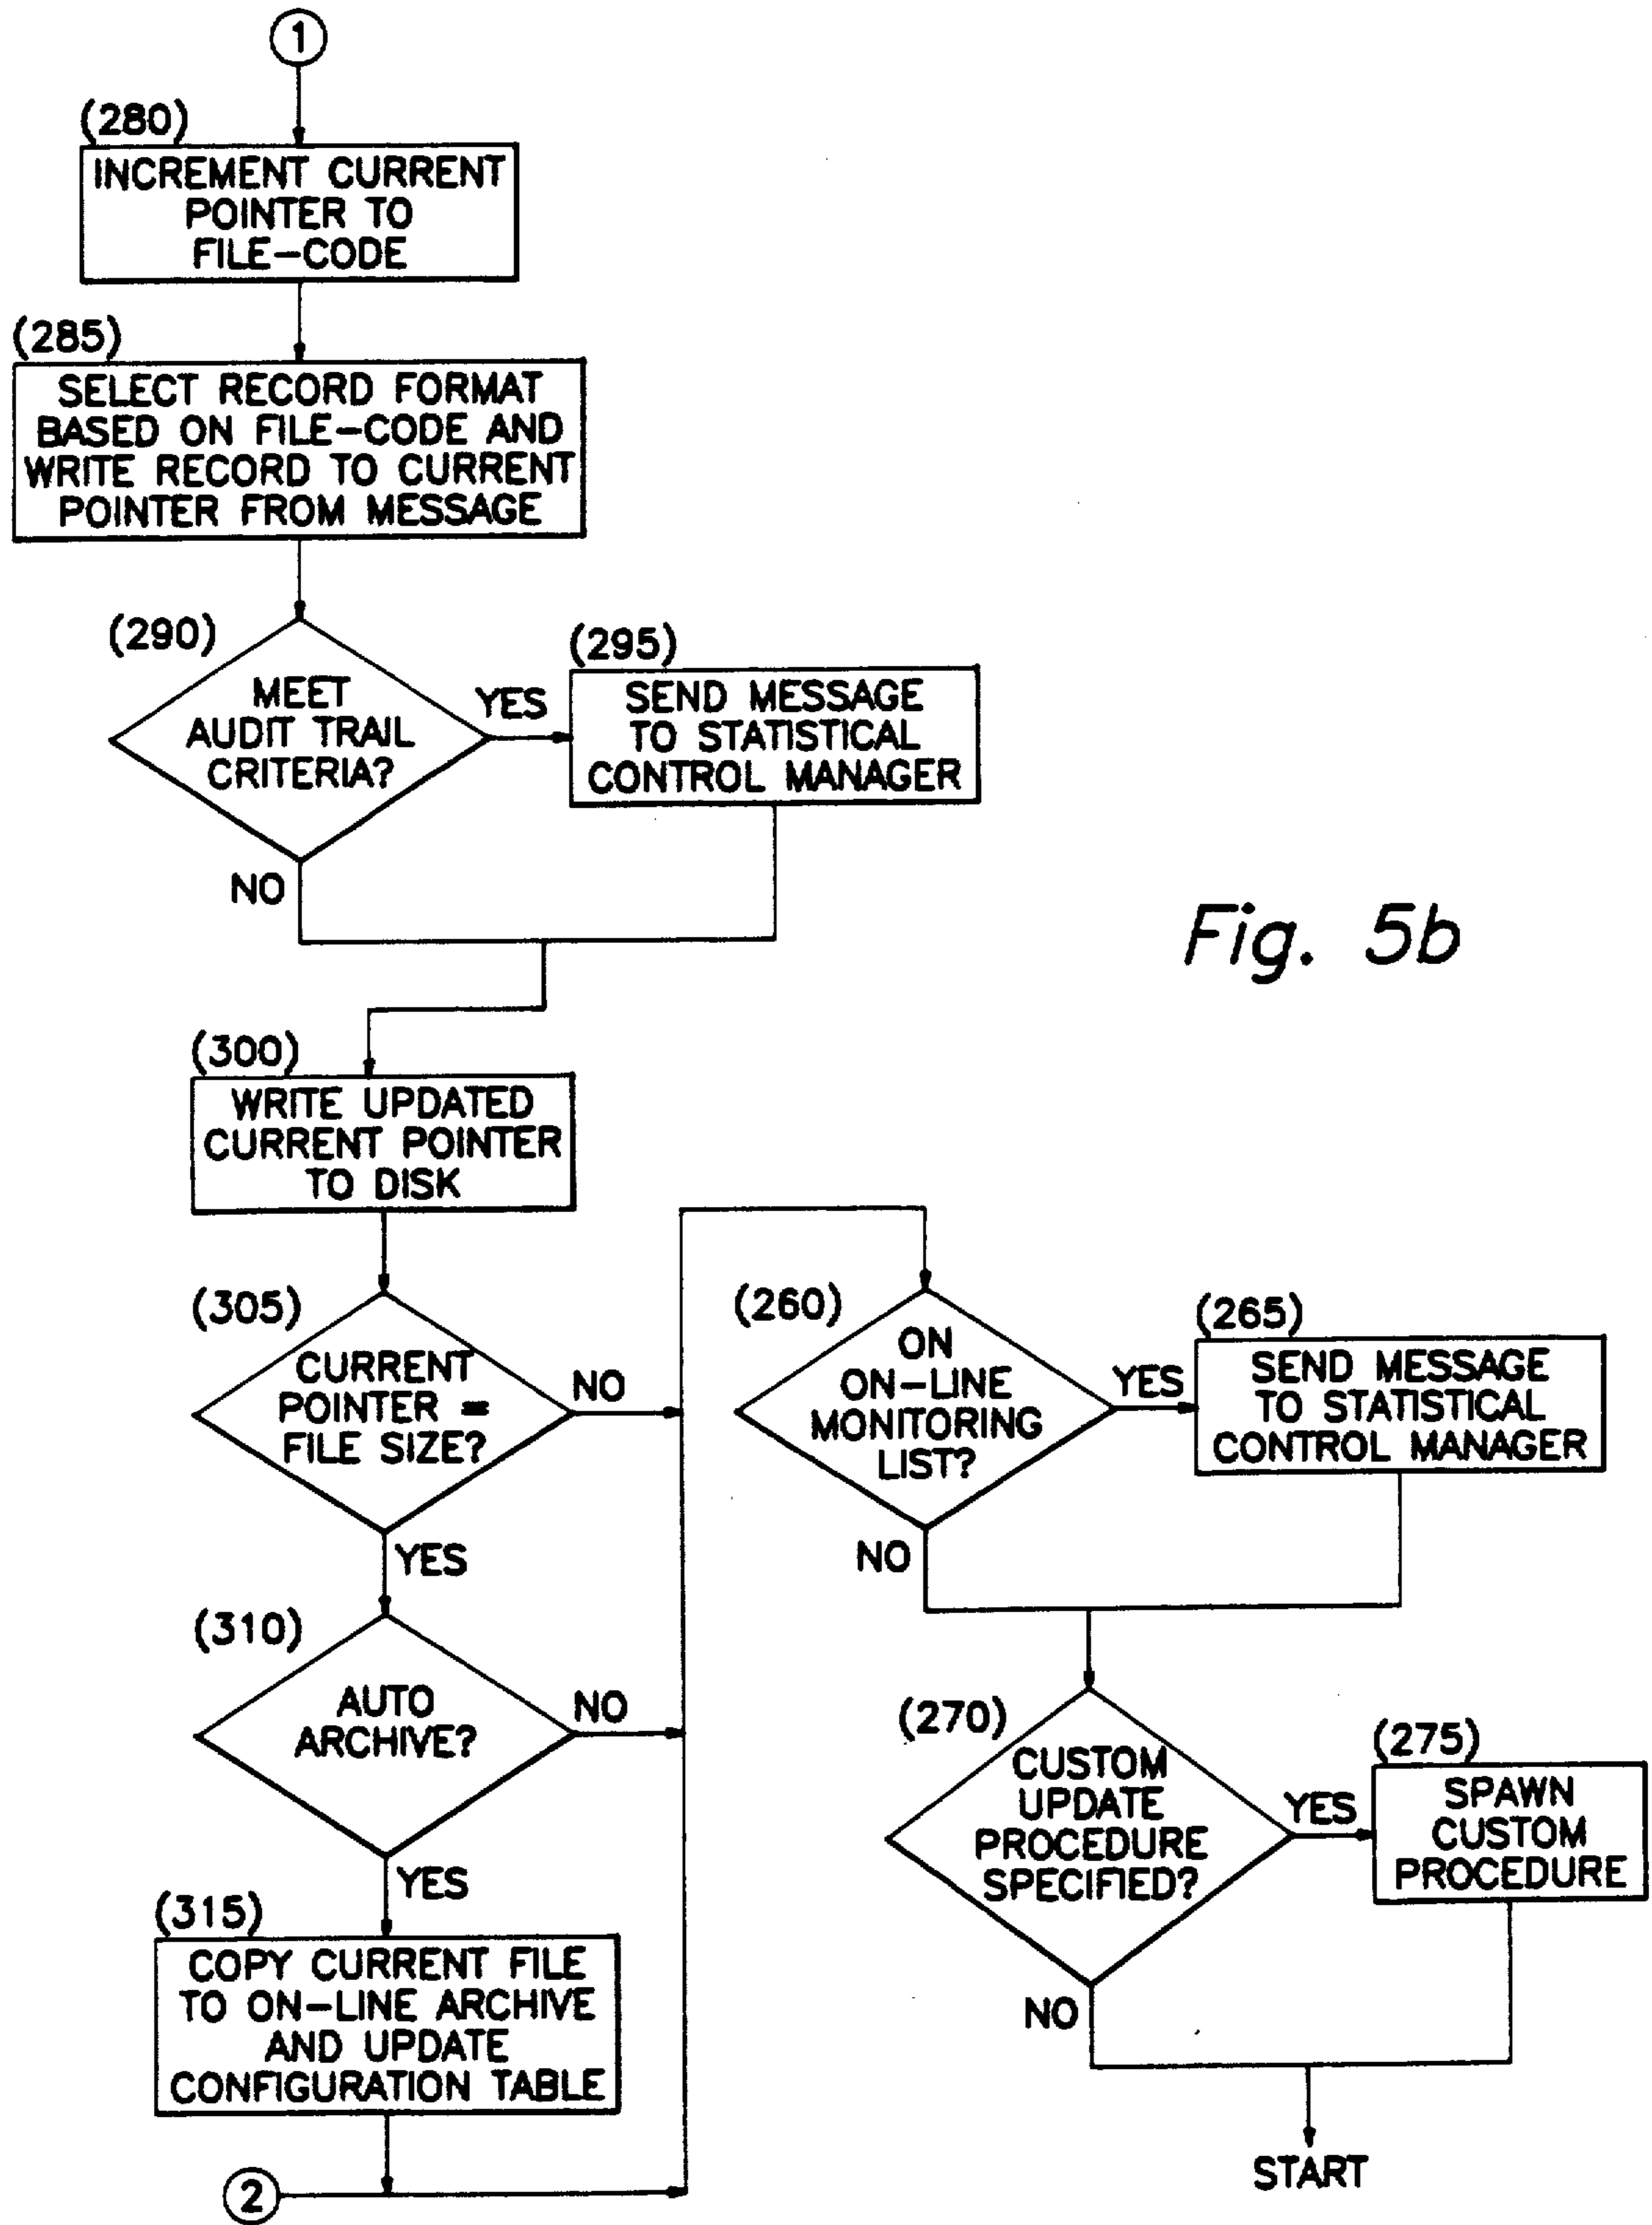 1
(280)
INCREMENT CURRENT
POINTER TO
FILE-CODE
(285)
SELECT RECORD FORMAT
BASED ON FILE-CODE AND
WRITE RECORD TO CURRENT
POINTER FROM MESSAGE
(290)
MEET
AUDIT TRAIL
CRITERIA?
YES
NO
(295)
SEND MESSAGE
TO STATISTICAL
CONTROL MANAGER
Fig. 5b
(300)
WRITE UPDATED
CURRENT POINTER
TO DISK
(305)
CURRENT
POINTER =
FILE SIZE?
NO
YES
(310)
AUTO
ARCHIVE?
NO
YES
(315)
COPY CURRENT FILE
TO ON-LINE ARCHIVE
AND UPDATE
CONFIGURATION TABLE
2
(260)
ON
ON-LINE
MONITORING
LIST?
YES
NO
(265)
SEND MESSAGE
TO STATISTICAL
CONTROL MANAGER
(270)
CUSTOM
UPDATE
PROCEDURE
SPECIFIED?
YES
NO
(275)
SPAWN
CUSTOM
PROCEDURE
START